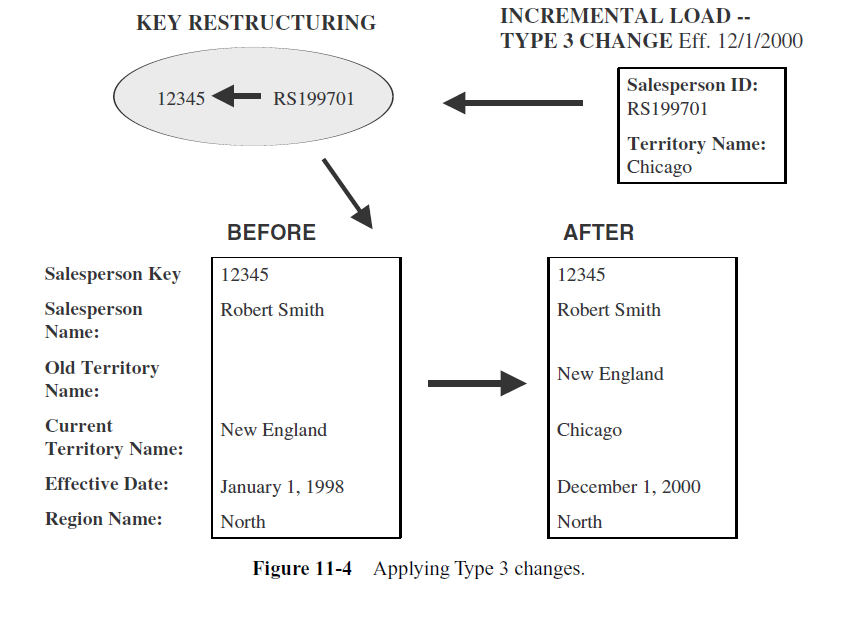 KEY RESTRUCTURING
INCREMENTAL LOAD --
TYPE 3 CHANGE Eff. 12/1/2000
12345
RS199701
Salesperson ID:
RS199701
Territory Name:
Chicago
BEFORE
AFTER
Salesperson Key
12345
12345
Salesperson
Name:
Robert Smith
Robert Smith
Old Territory
Name:
New England
Current
Territory Name:
New England
Chicago
Effective Date:
January 1, 1998
December 1, 2000
Region Name:
North
North
Figure 11-4 Applying Type 3 changes.